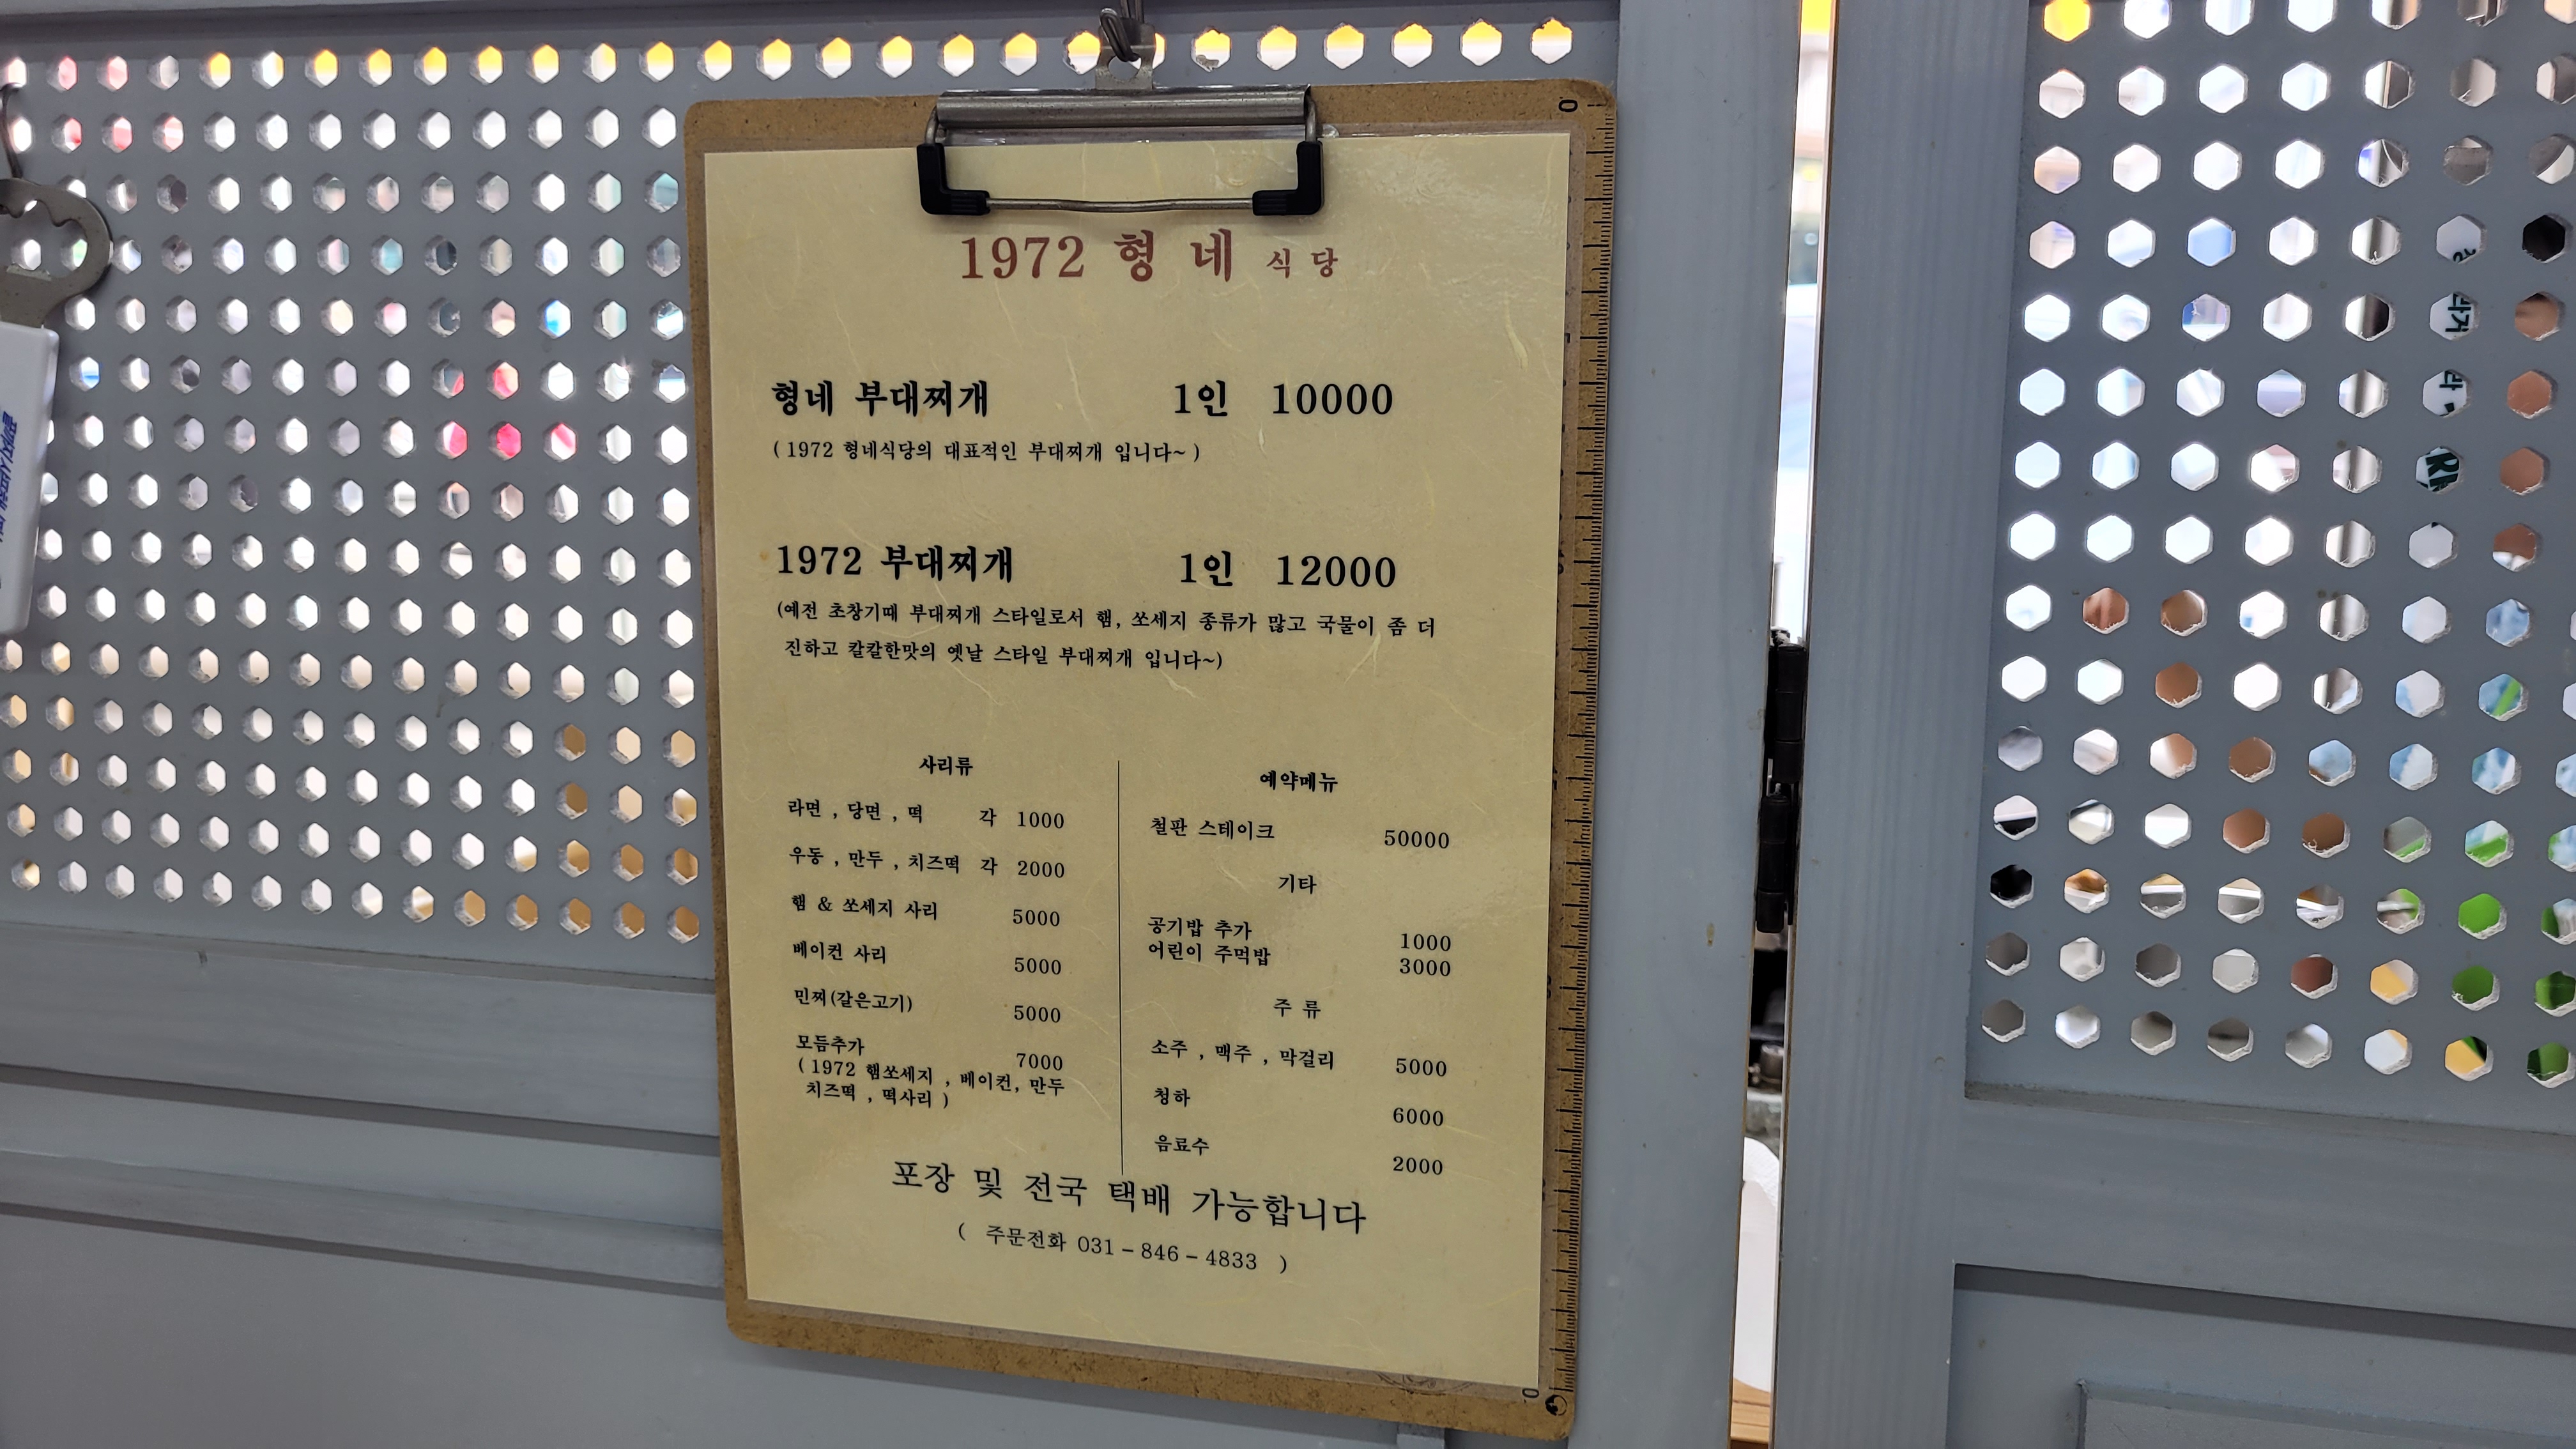 1972 형 네 식 당
형네 부대찌개 1인 10000
( 1972 형네식당의 대표적인 부대찌개 입니다~ )
1972 부대찌개 1인 12000
(예전 초창기때 부대찌개 스타일로서 햄, 쏘세지 종류가 많고 국물이 좀 더
진하고 칼칼한맛의 옛날 스타일 부대찌개 입니다~)
사리류
라면 , 당면 , 떡 각 1000
우동 , 만두 , 치즈떡 각 2000
햄 & 쏘세지 사리 5000
베이컨 사리 5000
민찌(갈은고기) 5000
모듬추가 7000
( 1972 햄쏘세지 , 베이컨, 만두
치즈떡 , 떡사리 )
예약메뉴
철판 스테이크 50000
기타
공기밥 추가 1000
어린이 주먹밥 3000
주 류
소주 , 맥주 , 막걸리 5000
청하 6000
음료수 2000
포장 및 전국 택배 가능합니다
( 주문전화 031 - 846 - 4833 )